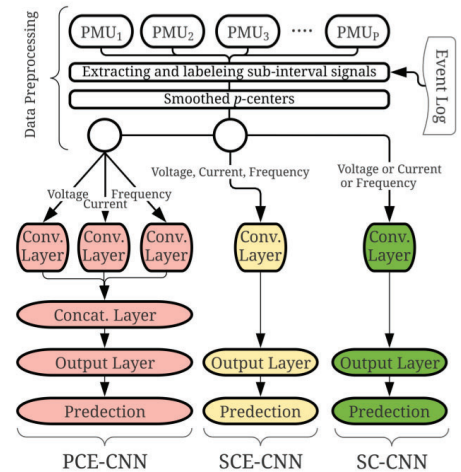 Data Preprocessing
PMU1 PMU2 PMU3 .... PMUP
Extracting and labeleing sub-interval signals
Event Log
Smoothed p-centers
Voltage
Current
Frequency
Voltage, Current, Frequency
Voltage or Current
or Frequency
Conv.
Layer
Conv.
Layer
Conv.
Layer
Conv.
Layer
Conv.
Layer
Concat. Layer
Output Layer
Output Layer
Output Layer
Predection
Predection
Predection
PCE-CNN
SCE-CNN
SC-CNN